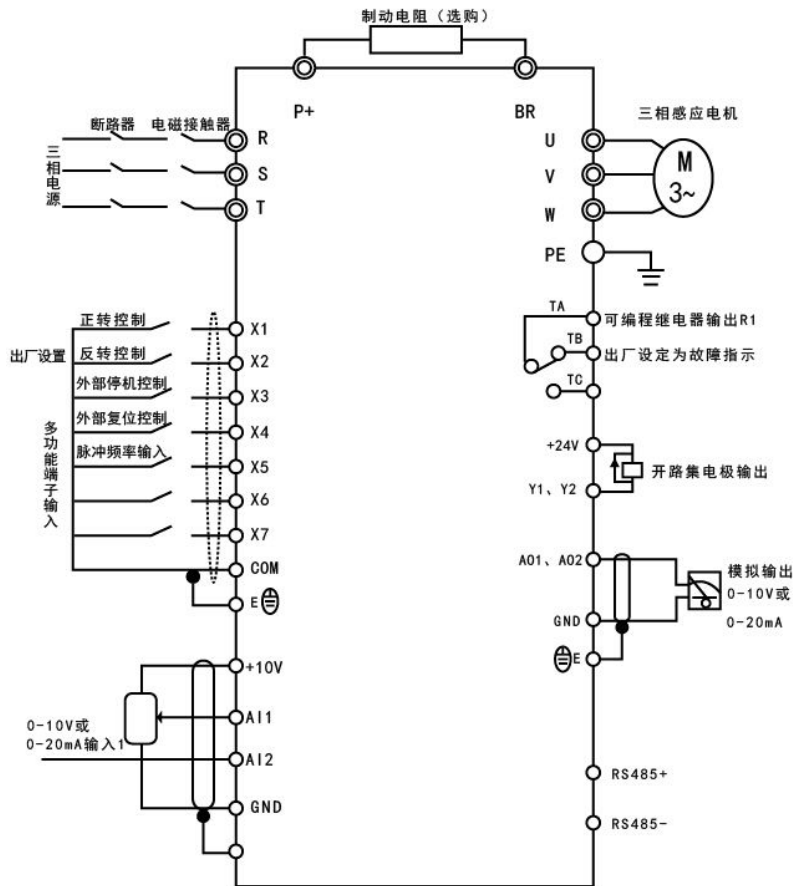 制动电阻（选购）
P+
BR
断路器
电磁接触器
R
S
T
三相电源
三相感应电机
U
V
W
M
3~
PE
正转控制
X1
出厂设置
反转控制
X2
外部停机控制
X3
外部复位控制
X4
脉冲频率输入
X5
X6
X7
多功能端子输入
COM
E
TA
可编程继电器输出R1
TB
出厂设定为故障指示
TC
+24V
开路集电极输出
Y1、Y2
AO1、AO2
模拟输出
0-10V或
0-20mA
GND
E
+10V
AI1
0-10V或
0-20mA输入1
AI2
GND
RS485+
RS485-